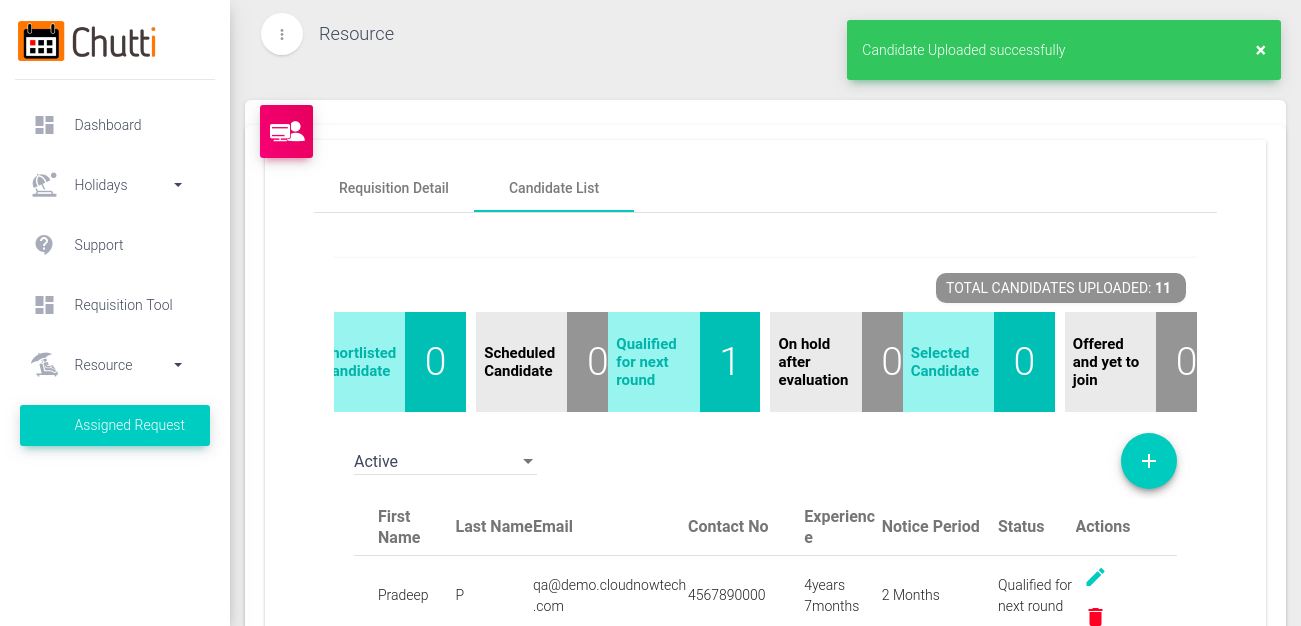 Chutti
Resource
Candidate Uploaded successfully
×
Dashboard
Holidays
Support
Requisition Tool
Resource
Assigned Request
Requisition Detail
Candidate List
TOTAL CANDIDATES UPLOADED: 11
hortlisted
andidate
0
Scheduled
Candidate
0
Qualified
for next
round
1
On hold
after
evaluation
0
Selected
Candidate
0
Offered
and yet to
join
0
Active
+
First
Name
Last Name
Email
Contact No
Experienc
e
Notice Period
Status
Actions
Pradeep
P
qa@demo.cloudnowtech
.com
4567890000
4years
7months
2 Months
Qualified for
next round